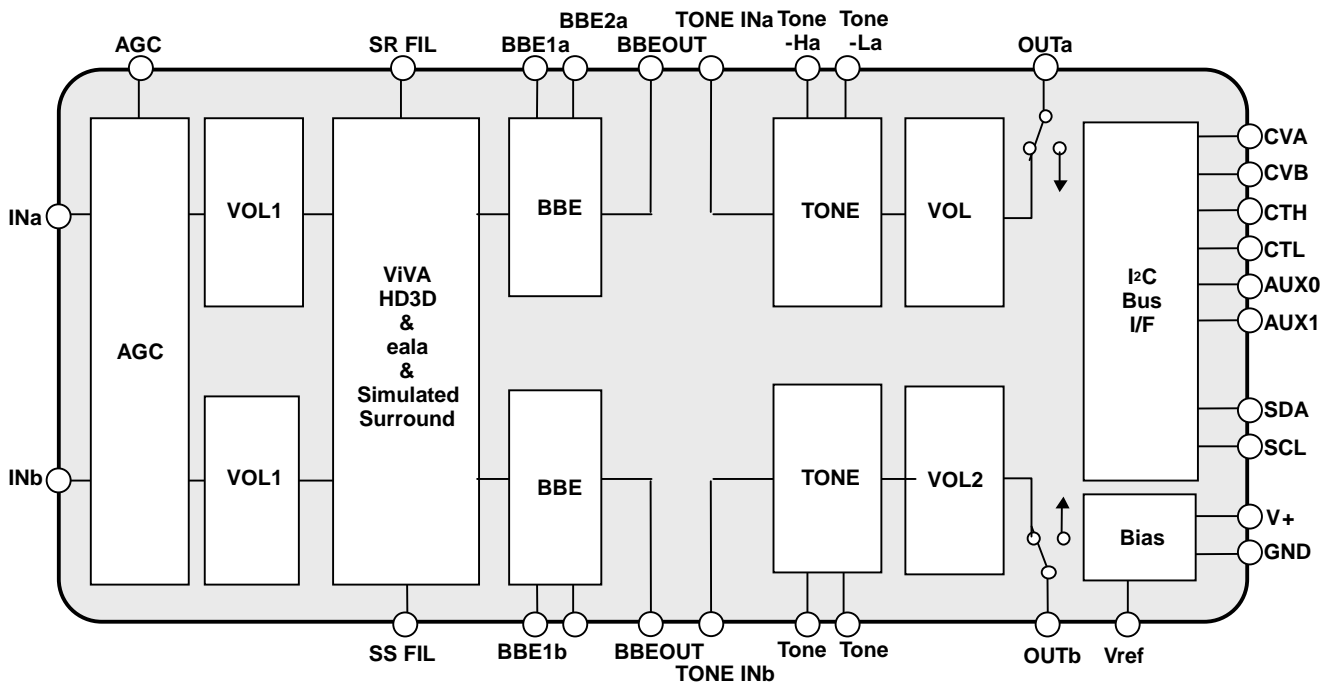 BBE2a
TONE INa
Tone
-Ha
Tone
-La
AGC
SR FIL
BBE1a
BBEOUT
OUTa
CVA
CVB
CTH
CTL
AUX0
AUX1
SDA
SCL
V+
GND
INa
INb
AGC
VOL1
VOL1
ViVA
HD3D
&
eala
&
Simulated
Surround
BBE
BBE
TONE
TONE
VOL
VOL2
I2C
Bus
I/F
Bias
SS FIL
BBE1b
BBEOUT
TONE INb
Tone
Tone
OUTb
Vref